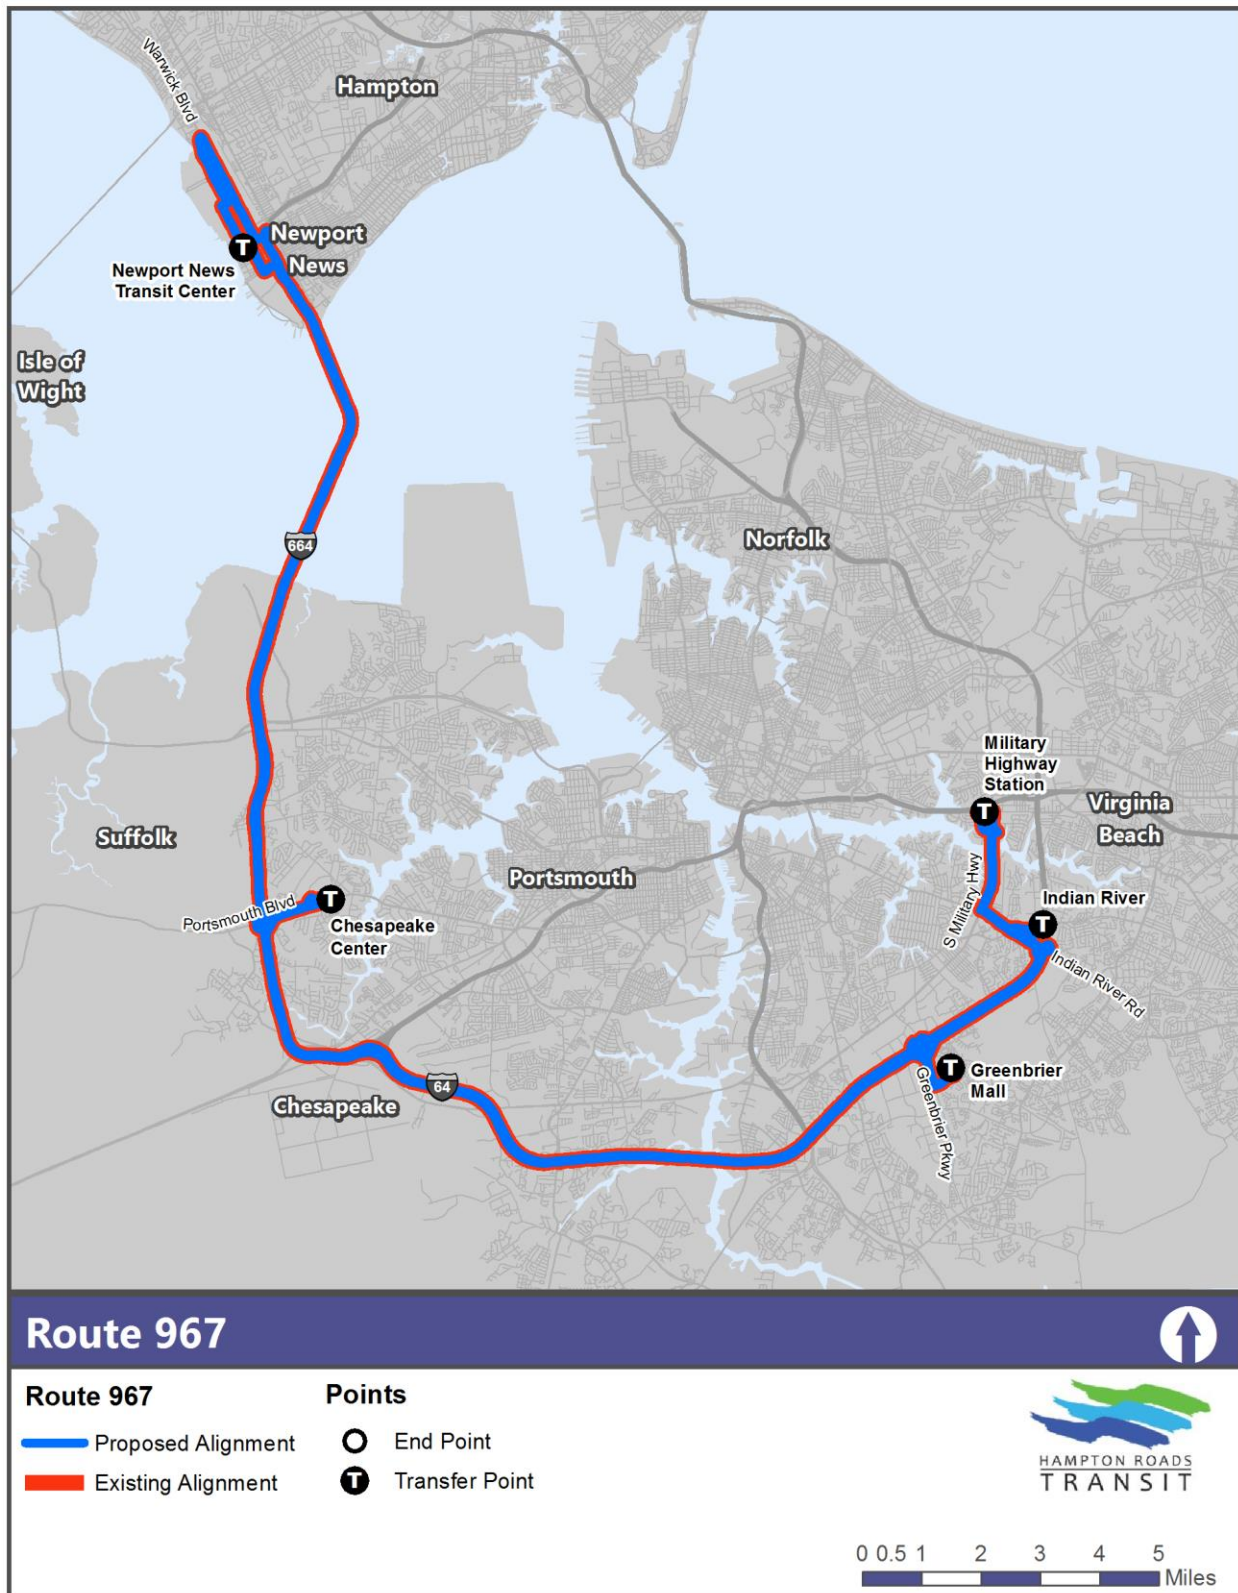 Warwick Blvd
Hampton
Newport
News
T
Newport News
Transit Center
Isle of
Wight
664
Norfolk
Military
Highway
Station
T
Virginia
Beach
Suffolk
S Military Hwy
Portsmouth
Portsmouth Blvd
T
Chesapeake
Center
Indian River
T
Indian River Rd
T
Greenbrier
Mall
Greenbrier Pkwy
64
Chesapeake
Route 967
Route 967
Points
Proposed Alignment
End Point
Existing Alignment
T
Transfer Point
HAMPTON ROADS
TRANSIT
0 0.5 1 2 3 4 5
Miles